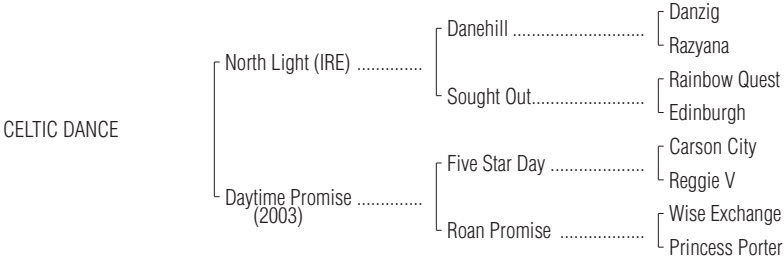 Danzig
Danehill ..........................
Razyana
North Light (IRE) ..............
Rainbow Quest
Sought Out.......................
Edinburgh
CELTIC DANCE
Carson City
Five Star Day ...................
Reggie V
Daytime Promise ..............
(2003)
Wise Exchange
Roan Promise .................
Princess Porter